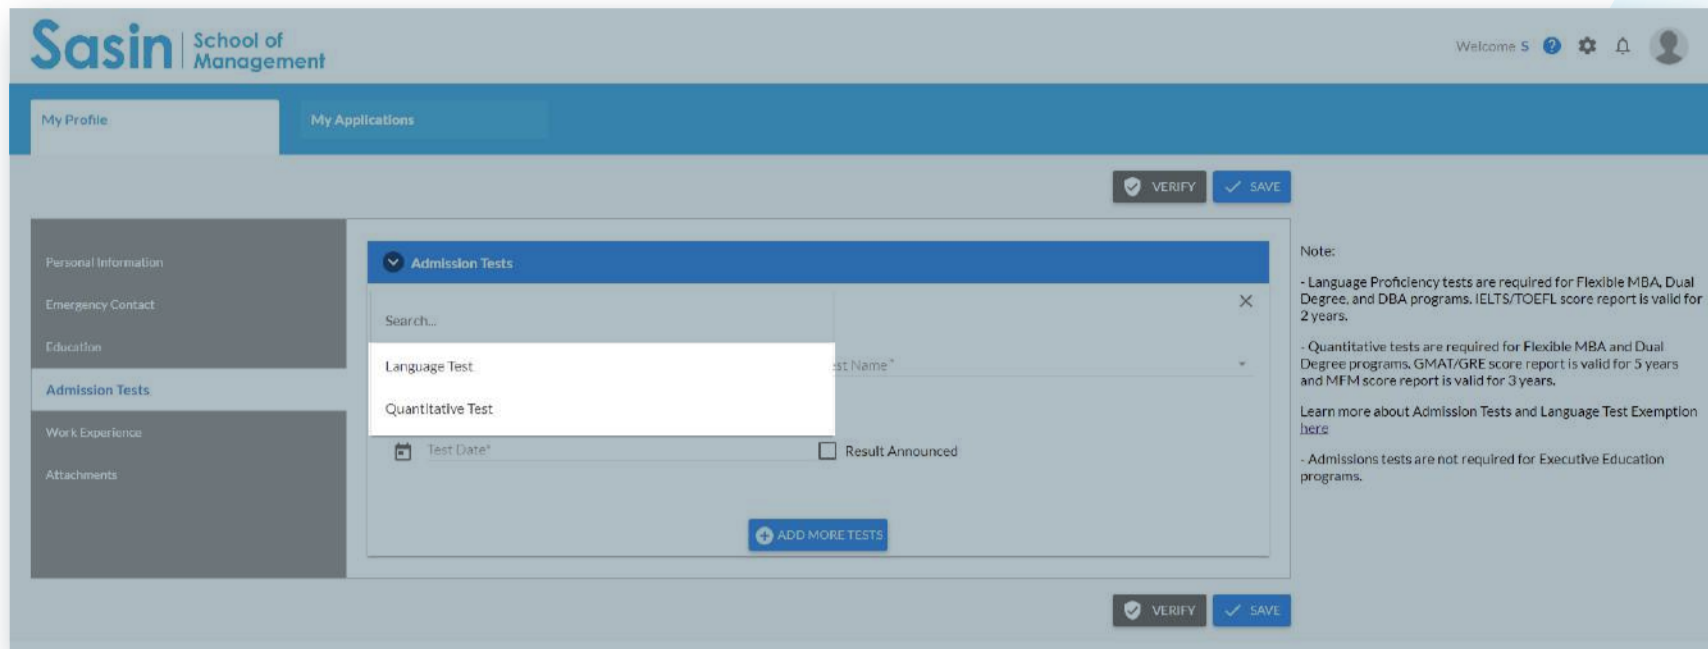 Sasin School of
Management
Welcome S
My Profile
My Applications
VERIFY
SAVE
Personal Information
Emergency Contact
Education
Admission Tests
Work Experience
Attachments
Admission Tests
Search...
Language Test
Quantitative Test
st Name*
Test Date*
Result Announced
ADD MORE TESTS
Note:
- Language Proficiency tests are required for Flexible MBA, Dual
Degree, and DBA programs. IELTS/TOEFL score report is valid for
2 years.
- Quantitative tests are required for Flexible MBA and Dual
Degree programs. GMAT/GRE score report is valid for 5 years
and MFM score report is valid for 3 years.
Learn more about Admission Tests and Language Test Exemption
here
- Admissions tests are not required for Executive Education
programs.
VERIFY
SAVE